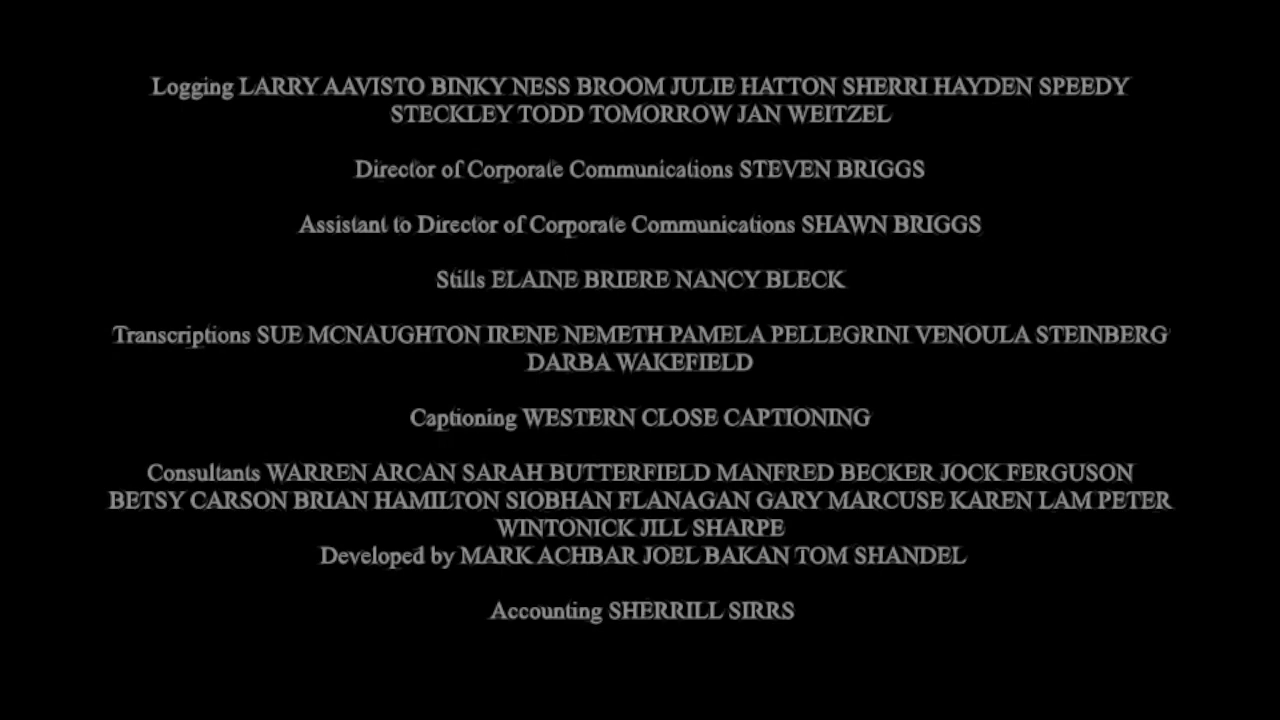 Logging LARRY AAVISTO BINKY NESS BROOM JULIE HATTON SHERRI HAYDEN SPEEDY
STECKLEY TODD TOMORROW JAN WEITZEL
Director of Corporate Communications STEVEN BRIGGS
Assistant to Director of Corporate Communications SHAWN BRIGGS
Stills ELAINE BRIERE NANCY BLECK
Transcriptions SUE MCNAUGHTON IRENE NEMETH PAMELA PELLEGRINI VENOULA STEINBERG
DARBA WAKEFIELD
Captioning WESTERN CLOSE CAPTIONING
Consultants WARREN ARCAN SARAH BUTTERFIELD MANFRED BECKER JOCK FERGUSON
BETSY CARSON BRIAN HAMILTON SIOBHAN FLANAGAN GARY MARCUSE KAREN LAM PETER
WINTONICK JILL SHARPE
Developed by MARK ACHBAR JOEL BAKAN TOM SHANDEL
Accounting SHERRILL SIRRS